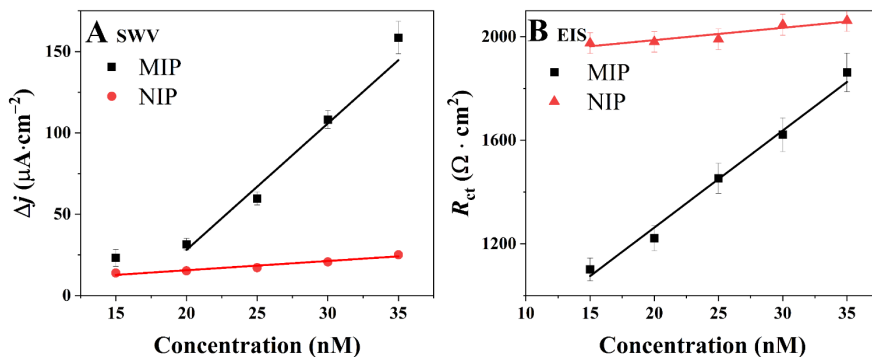 A SWV
MIP
NIP
Δj (μA·cm⁻²)
150
100
50
0
15 20 25 30 35
Concentration (nM)
B EIS
MIP
NIP
Rct (Ω · cm²)
2000
1600
1200
10 15 20 25 30 35
Concentration (nM)